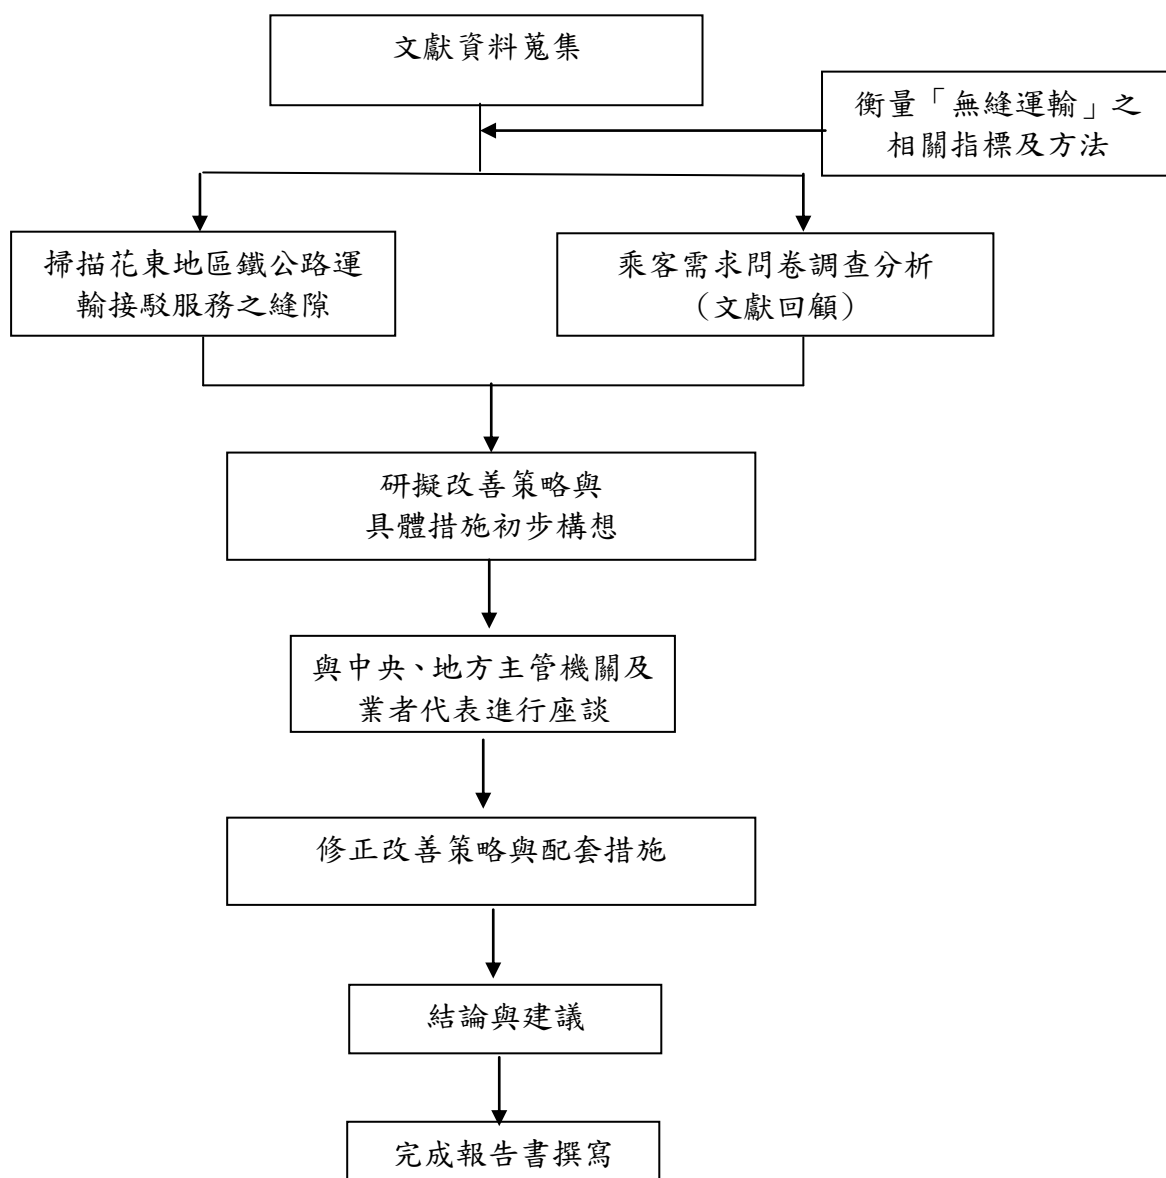 文獻資料蒐集
衡量「無縫運輸」之
相關指標及方法
掃描花東地區鐵公路運
輸接駁服務之縫隙
乘客需求問卷調查分析
（文獻回顧）
研擬改善策略與
具體措施初步構想
與中央、地方主管機關及
業者代表進行座談
修正改善策略與配套措施
結論與建議
完成報告書撰寫